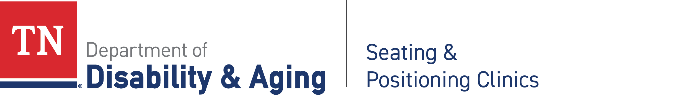 TN
Department of
Disability & Aging
Seating &
Positioning Clinics